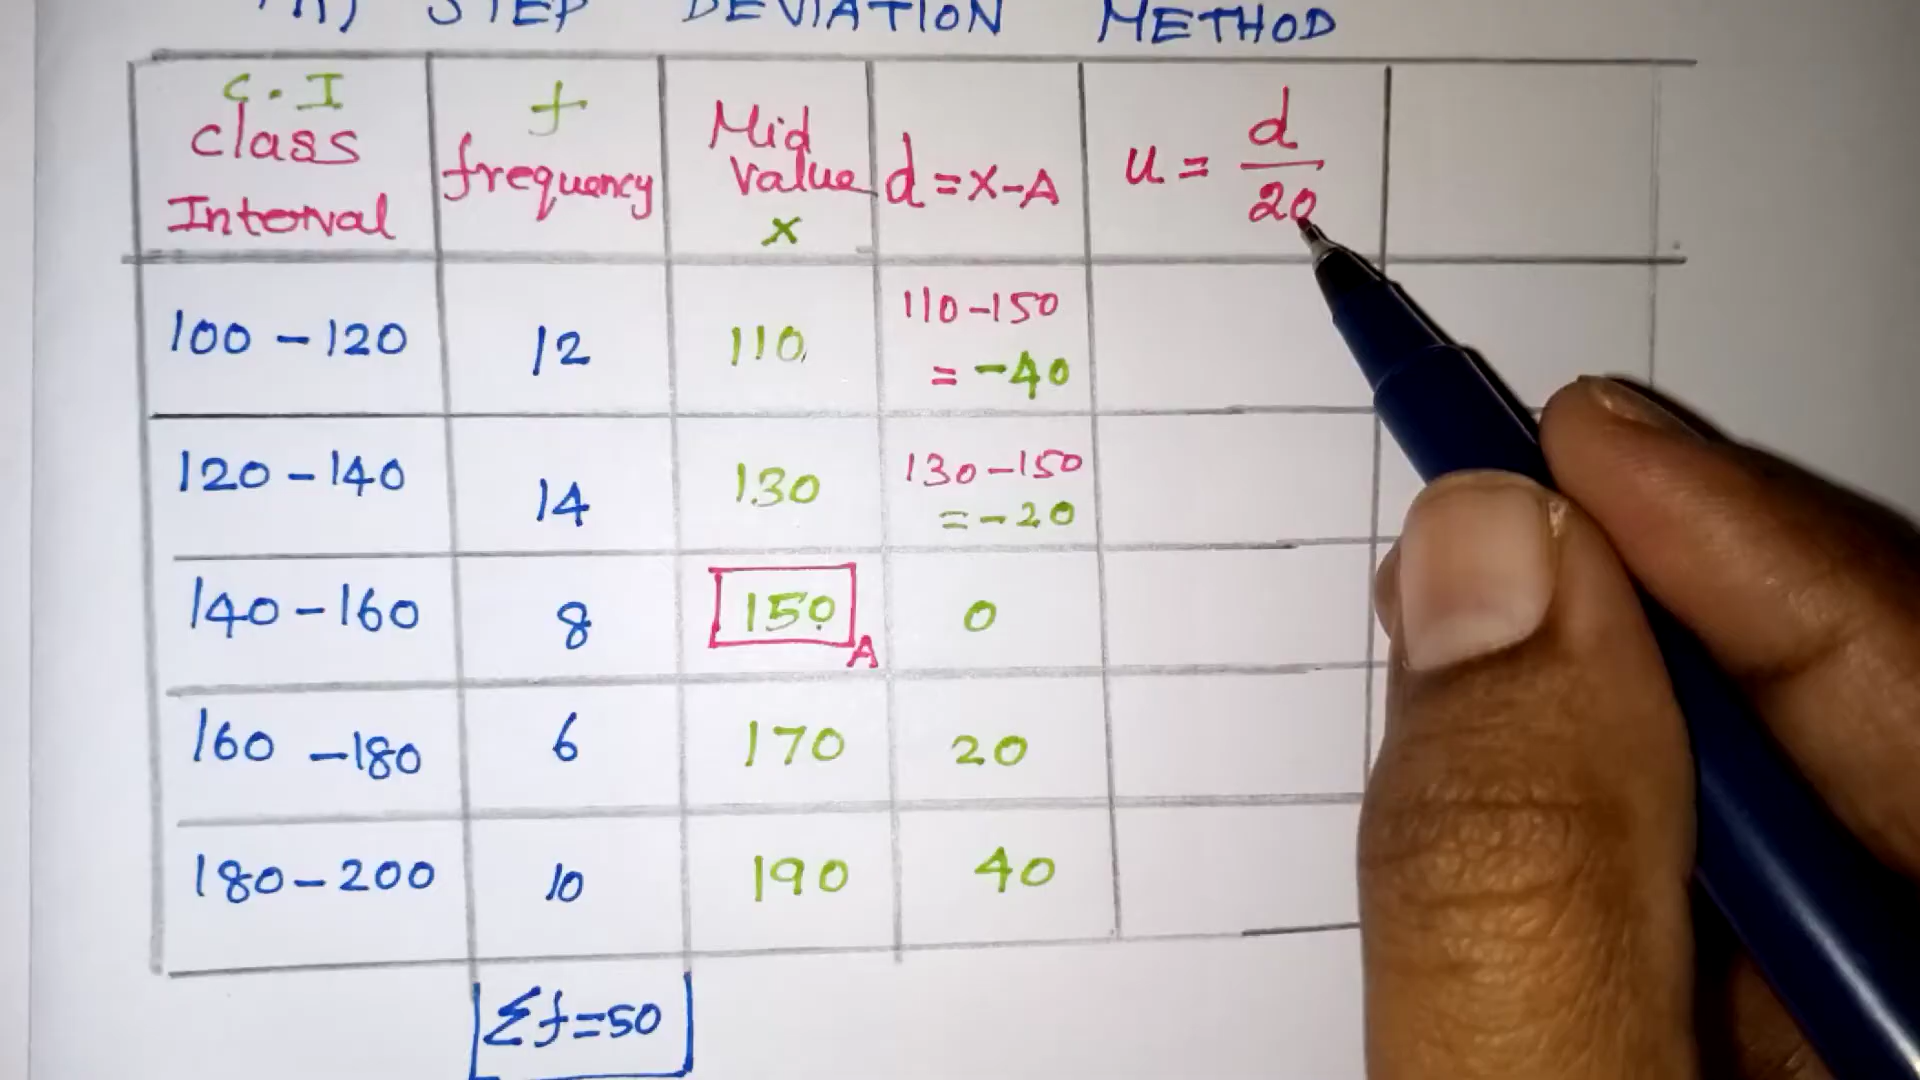 STEP DEVIATION METHOD
C.I
Class
Interval
f
frequency
Mid
Value
x
d=x-A
u = d/20
100-120
12
110
110-150
= -40
120-140
14
130
130-150
= -20
140-160
8
150
A
0
160-180
6
170
20
180-200
10
190
40
Σf=50